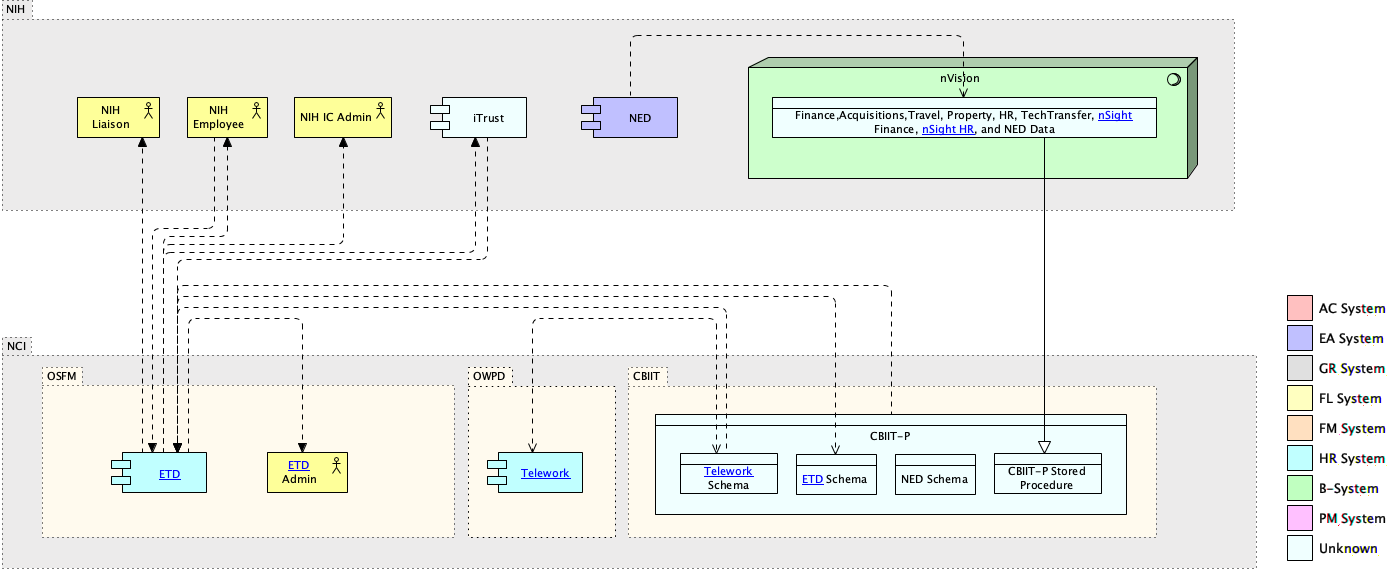 NIH
nVision
NIH
Liaison
NIH
Employee
NIH IC Admin
iTrust
NED
Finance,Acquisitions,Travel, Property, HR, TechTransfer, nSight
Finance, nSight HR, and NED Data
AC System
EA System
GR System
FL System
FM System
HR System
B-System
PM System
Unknown
NCI
OSFM
ETD
ETD
Admin
OWPD
Telework
CBIIT
CBIIT-P
Telework
Schema
ETD Schema
NED Schema
CBIIT-P Stored
Procedure